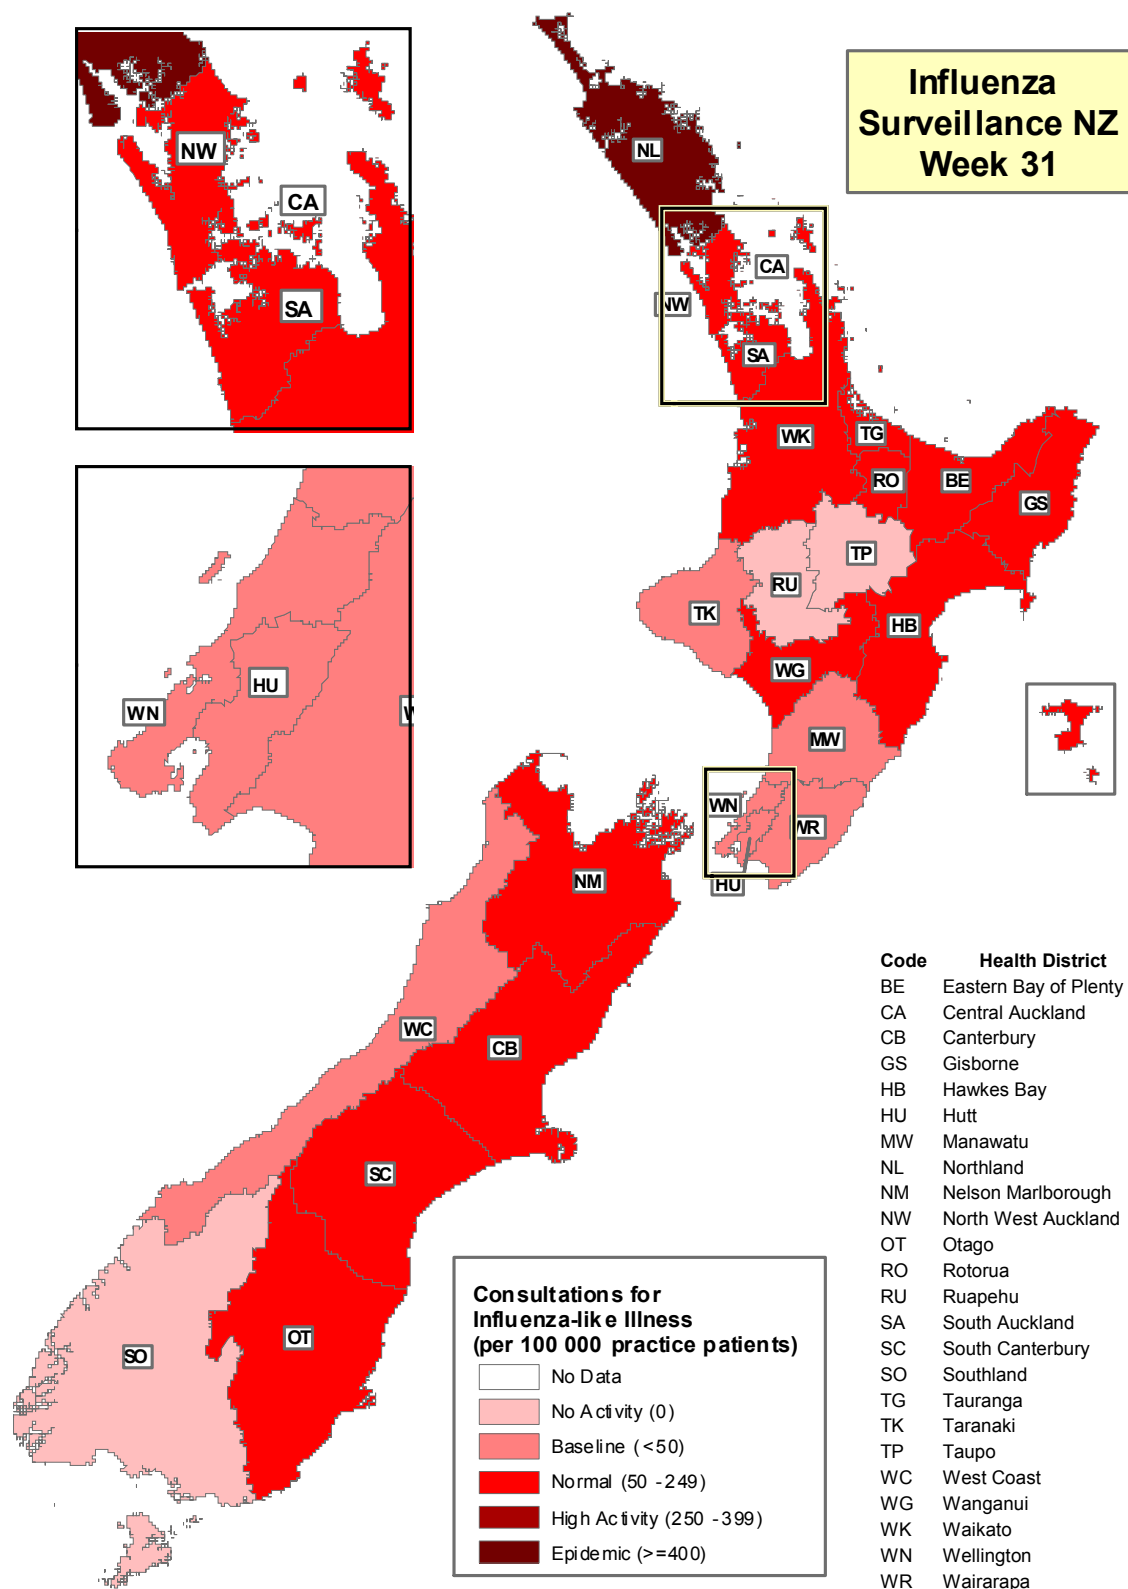 Influenza
Surveillance NZ
Week 31
NW
CA
SA
NL
CA
NW
SA
WK
TG
RO
BE
GS
TP
RU
TK
HB
WG
MW
WN
WR
HU
HU
WN
W
NM
WC
CB
SC
OT
SO
Code Health District
BE Eastern Bay of Plenty
CA Central Auckland
CB Canterbury
GS Gisborne
HB Hawkes Bay
HU Hutt
MW Manawatu
NL Northland
NM Nelson Marlborough
NW North West Auckland
OT Otago
RO Rotorua
RU Ruapehu
SA South Auckland
SC South Canterbury
SO Southland
TG Tauranga
TK Taranaki
TP Taupo
WC West Coast
WG Wanganui
WK Waikato
WN Wellington
WR Wairarapa
Consultations for
Influenza-like Illness
(per 100 000 practice patients)
No Data
No Activity (0)
Baseline (<50)
Normal (50 -249)
High Activity (250 -399)
Epidemic (>=400)